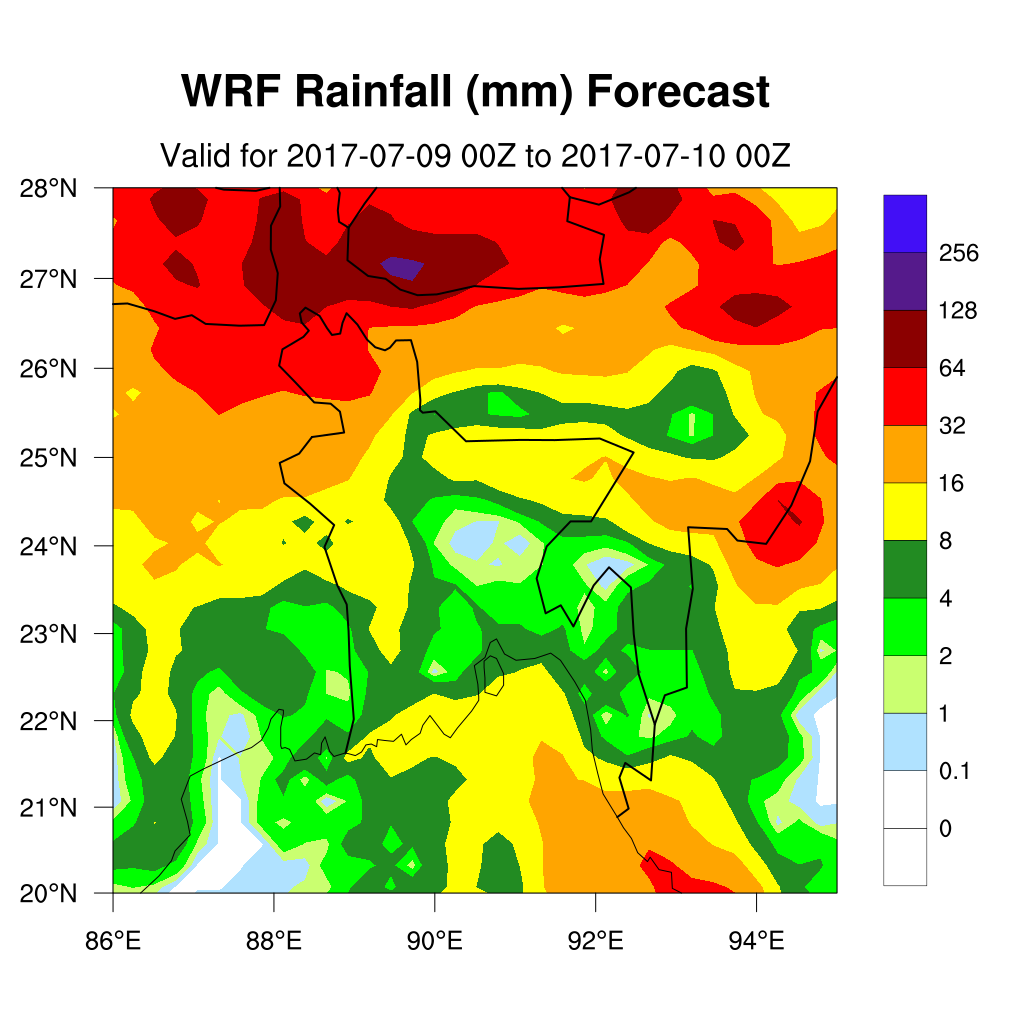 WRF Rainfall (mm) Forecast
Valid for 2017-07-09 00Z to 2017-07-10 00Z
28°N
27°N
26°N
25°N
24°N
23°N
22°N
21°N
20°N
86°E 88°E 90°E 92°E 94°E
256
128
64
32
16
8
4
2
1
0.1
0